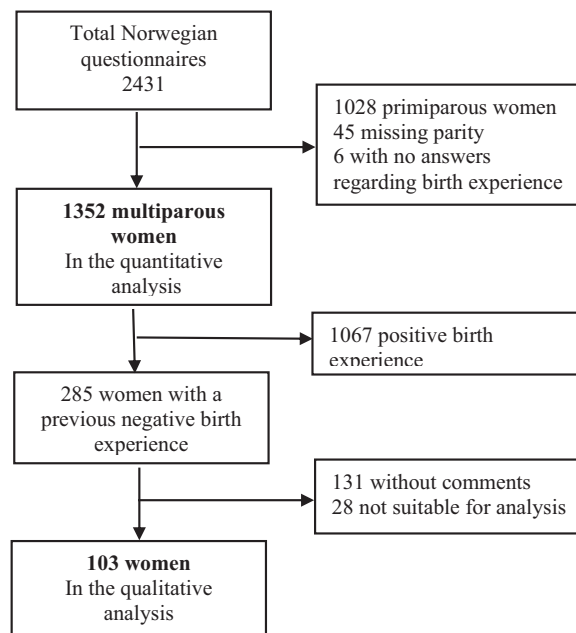 Total Norwegian
questionnaires
2431
1028 primiparous women
45 missing parity
6 with no answers
regarding birth experience
1352 multiparous
women
In the quantitative
analysis
1067 positive birth
experience
285 women with a
previous negative birth
experience
131 without comments
28 not suitable for analysis
103 women
In the qualitative
analysis